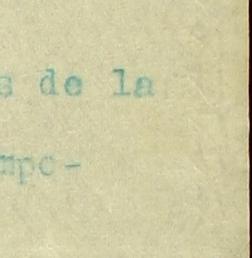 s de la
mpo-